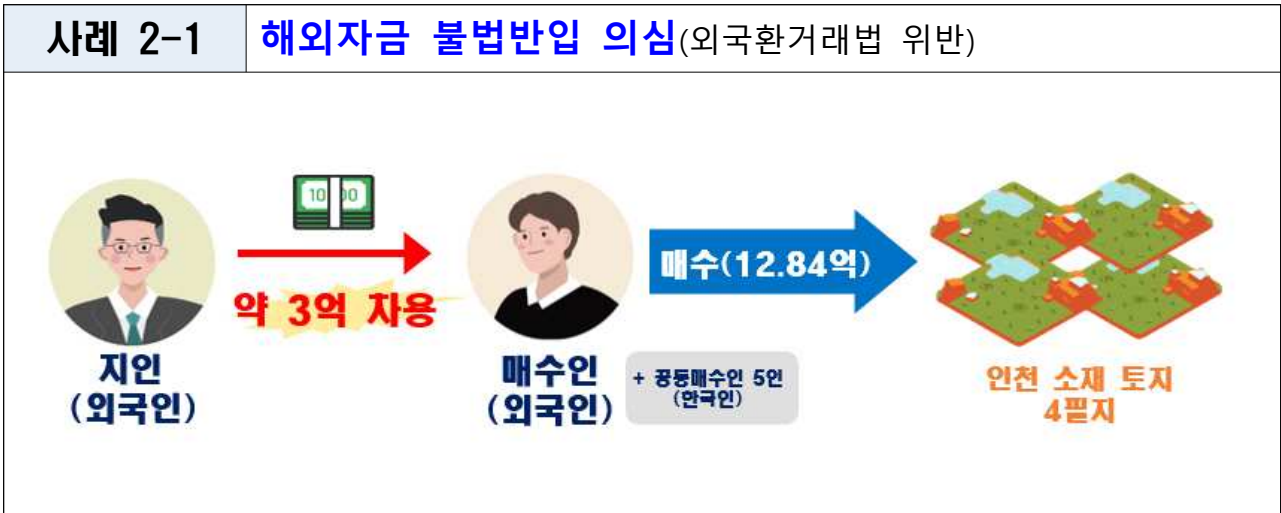 사례 2-1
해외자금 불법반입 의심(외국환거래법 위반)
약 3억 차용
지인
(외국인)
매수인
(외국인)
+ 공동매수인 5인
(한국인)
매수(12.84억)
인천 소재 토지
4필지